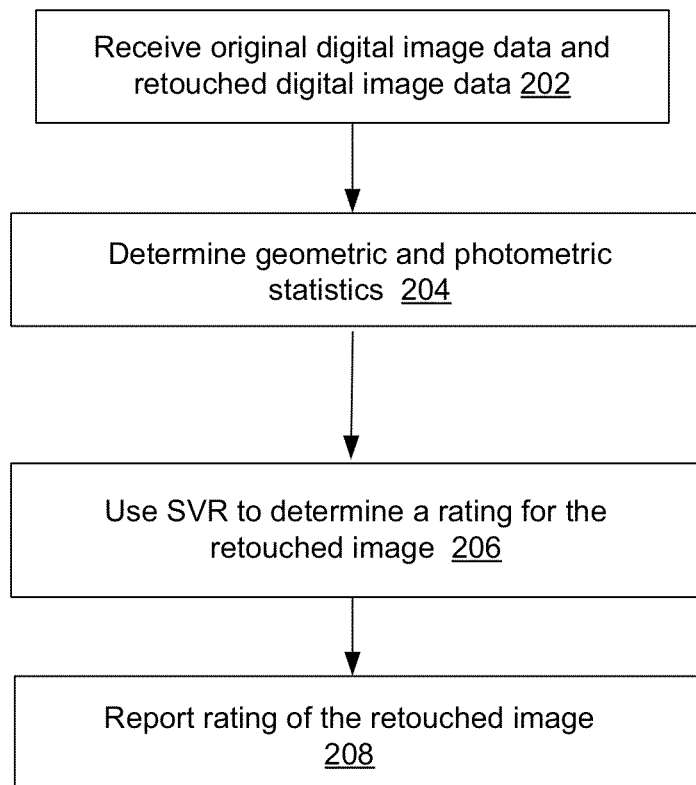 Receive original digital image data and
retouched digital image data 202
Determine geometric and photometric
statistics 204
Use SVR to determine a rating for the
retouched image 206
Report rating of the retouched image
208